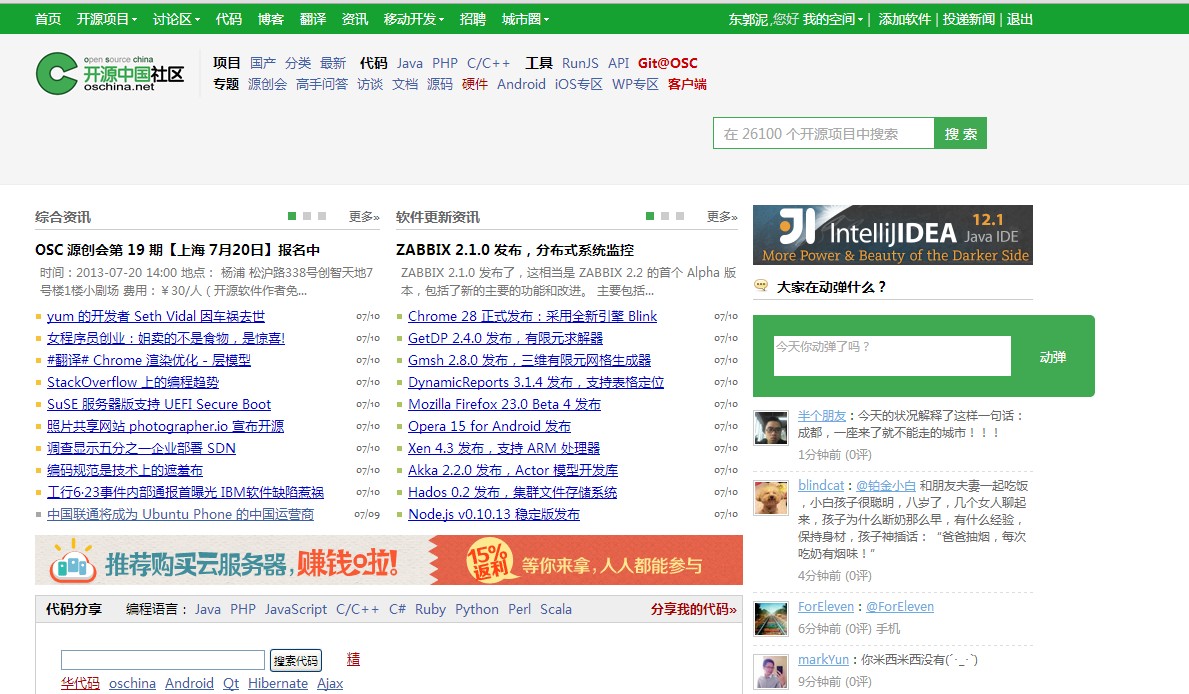 首页 开源项目 讨论区 代码 博客 翻译 资讯 移动开发 招聘 城市圈 东郭泥,您好 我的空间 | 添加软件 | 投递新闻 | 退出
open source china
开源中国社区
oschina.net
项目 国产 分类 最新 代码 Java PHP C/C++ 工具 RunJS API Git@OSC
专题 源创会 高手问答 访谈 文档 源码 硬件 Android iOS专区 WP专区 客户端
在 26100 个开源项目中搜索 搜 索
综合资讯 更多»
OSC 源创会第 19 期【上海 7月20日】报名中
时间：2013-07-20 14:00 地点： 杨浦 松沪路338号创智天地7
号楼1楼小剧场 费用：￥30/人 ( 开源软件作者免...
yum 的开发者 Seth Vidal 因车祸去世 07/10
女程序员创业：姐卖的不是食物，是惊喜! 07/10
#翻译# Chrome 渲染优化 - 层模型 07/10
StackOverflow 上的编程趋势 07/10
SuSE 服务器版支持 UEFI Secure Boot 07/10
照片共享网站 photographer.io 宣布开源 07/10
调查显示五分之一企业部署 SDN 07/10
编码规范是技术上的遮羞布 07/10
工行6·23事件内部通报首曝光 IBM软件缺陷惹祸 07/10
中国联通将成为 Ubuntu Phone 的中国运营商 07/09
软件更新资讯 更多»
ZABBIX 2.1.0 发布，分布式系统监控
ZABBIX 2.1.0 发布了，这相当是 ZABBIX 2.2 的首个 Alpha 版
本，包括了新的主要的功能和改进。 主要包括...
Chrome 28 正式发布：采用全新引擎 Blink 07/10
GetDP 2.4.0 发布，有限元求解器 07/10
Gmsh 2.8.0 发布，三维有限元网格生成器 07/10
DynamicReports 3.1.4 发布，支持表格定位 07/10
Mozilla Firefox 23.0 Beta 4 发布 07/10
Opera 15 for Android 发布 07/10
Xen 4.3 发布，支持 ARM 处理器 07/10
Akka 2.2.0 发布，Actor 模型开发库 07/10
Hados 0.2 发布，集群文件存储系统 07/10
Node.js v0.10.13 稳定版发布 07/10
推荐购买云服务器,赚钱啦! 15%返利 等你来拿，人人都能参与
代码分享 编程语言： Java PHP JavaScript C/C++ C# Ruby Python Perl Scala 分享我的代码»
搜索代码 精
华代码 oschina Android Qt Hibernate Ajax
IntelliJ IDEA 12.1 Java IDE
More Power & Beauty of the Darker Side
大家在动弹什么？
今天你动弹了吗？ 动弹
半个朋友：今天的状况解释了这样一句话：
成都，一座来了就不能走的城市！！！
1分钟前 (0评)
blindcat：@铂金小白 和朋友夫妻一起吃饭
，小白孩子很聪明，八岁了，几个女人聊起
来，孩子为什么断奶那么早，有什么经验，
保持身材，孩子神插话：“爸爸抽烟，每次
吃奶有烟味！”
4分钟前 (0评)
ForEleven：@ForEleven
6分钟前 (0评) 手机
markYun：你米西米西没有(ˊ·_·ˋ)
9分钟前 (0评)